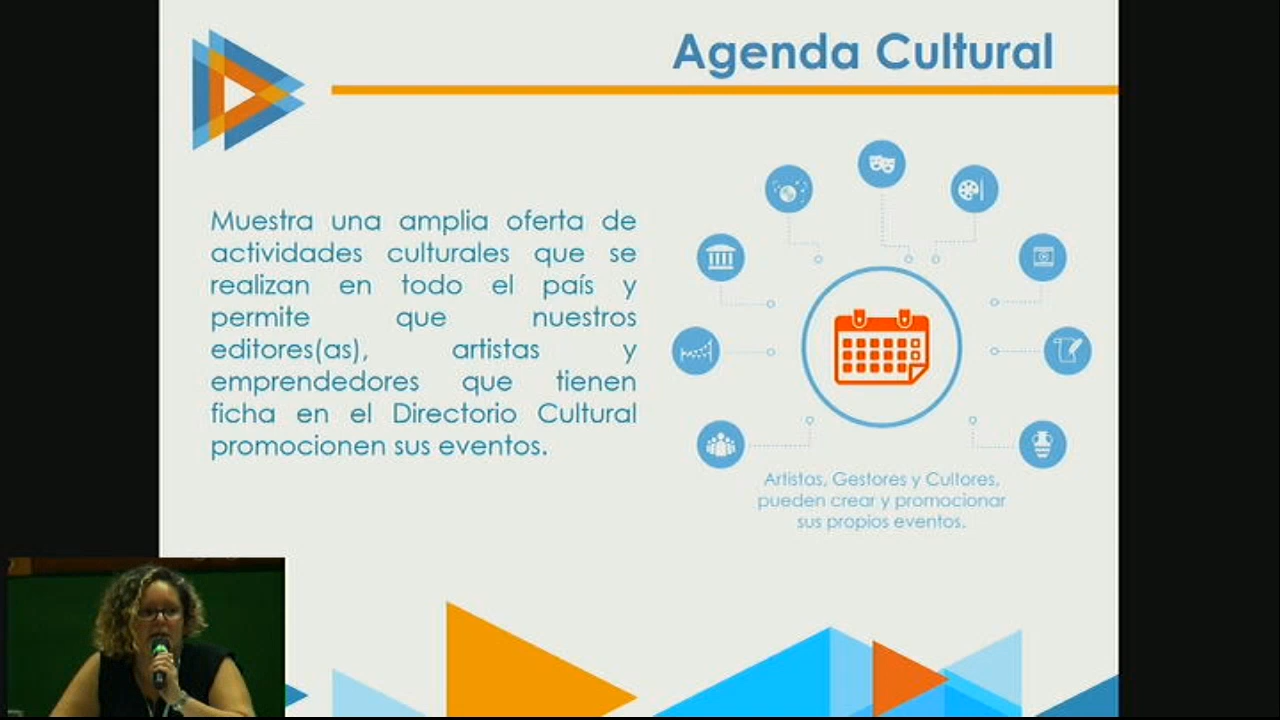 Agenda Cultural
Muestra una amplia oferta de
actividades culturales que se
realizan en todo el país y
permite que nuestros
editores(as), artistas y
emprendedores que tienen
ficha en el Directorio Cultural
promocionen sus eventos.
Artistas, Gestores y Cultores,
pueden crear y promocionar
sus propios eventos.